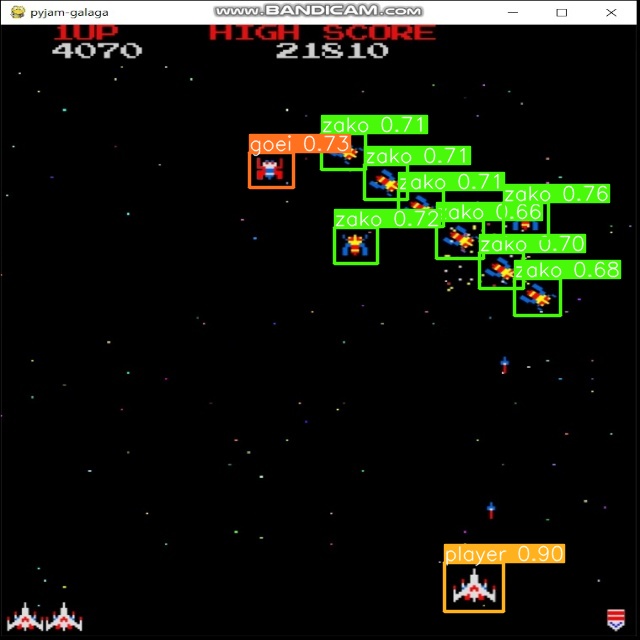 pyjam-galaga
www.BANDICAM.com
1UP HIGH SCORE
4070 21810
zako 0.71
goei 0.73
zako 0.71
zako 0.71
zako 0.76
zako 0.72
zako 0.66
zako 0.70
zako 0.68
player 0.90